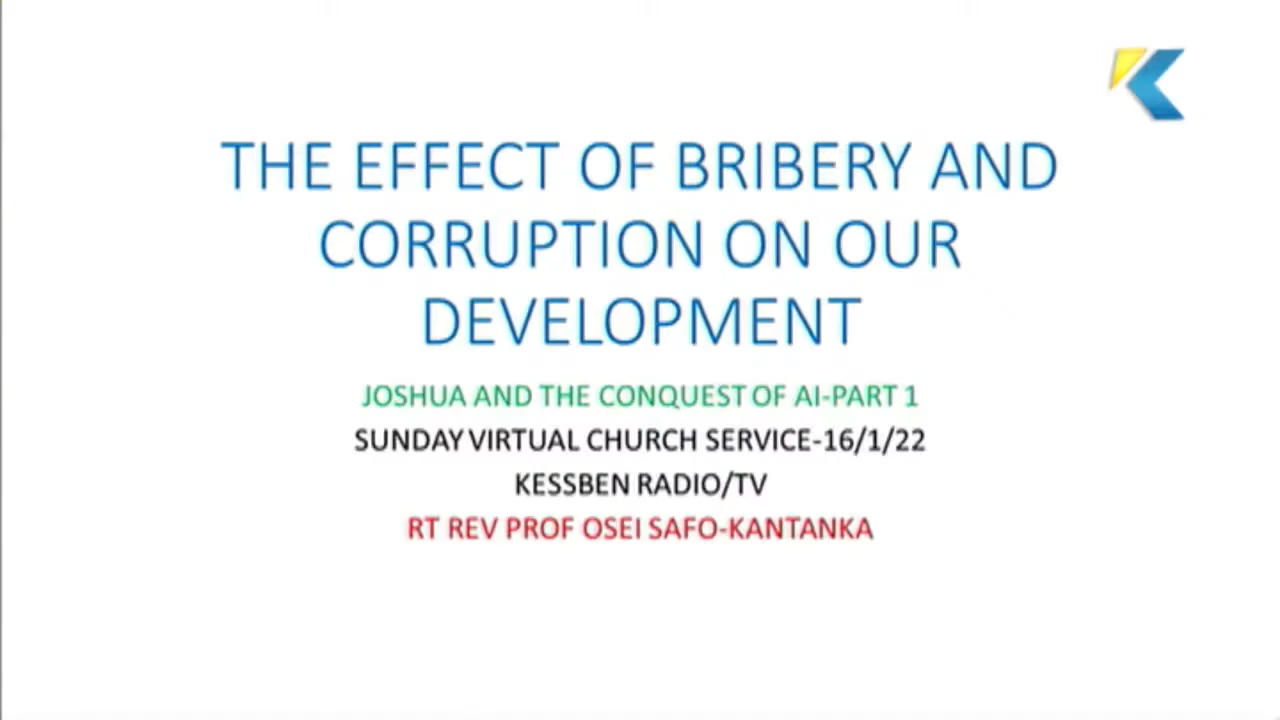 THE EFFECT OF BRIBERY AND
CORRUPTION ON OUR
DEVELOPMENT
JOSHUA AND THE CONQUEST OF AI-PART 1
SUNDAY VIRTUAL CHURCH SERVICE-16/1/22
KESSBEN RADIO/TV
RT REV PROF OSEI SAFO-KANTANKA